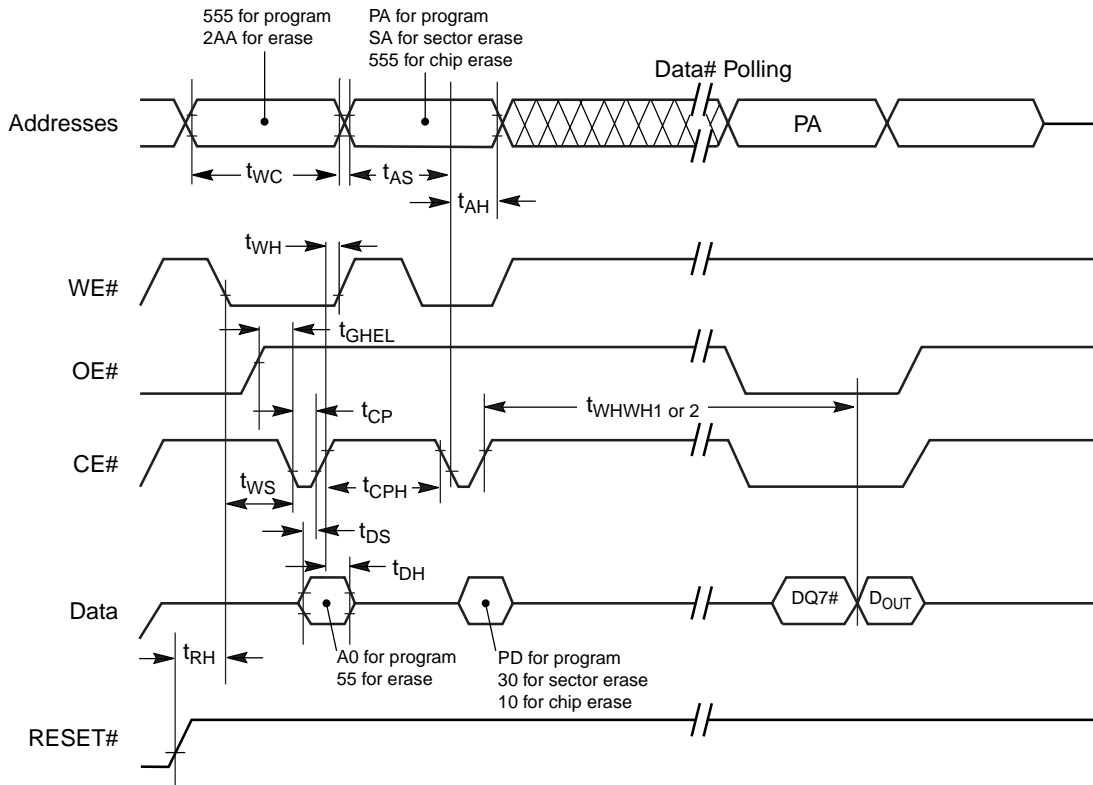 555 for program
2AA for erase
PA for program
SA for sector erase
555 for chip erase
Data# Polling
Addresses
PA
tWC
tAS
tAH
tWH
WE#
tGHEL
OE#
tWHWH1 or 2
tCP
CE#
tWS
tCPH
tDS
tDH
Data
DQ7#
DOUT
tRH
A0 for program
55 for erase
PD for program
30 for sector erase
10 for chip erase
RESET#